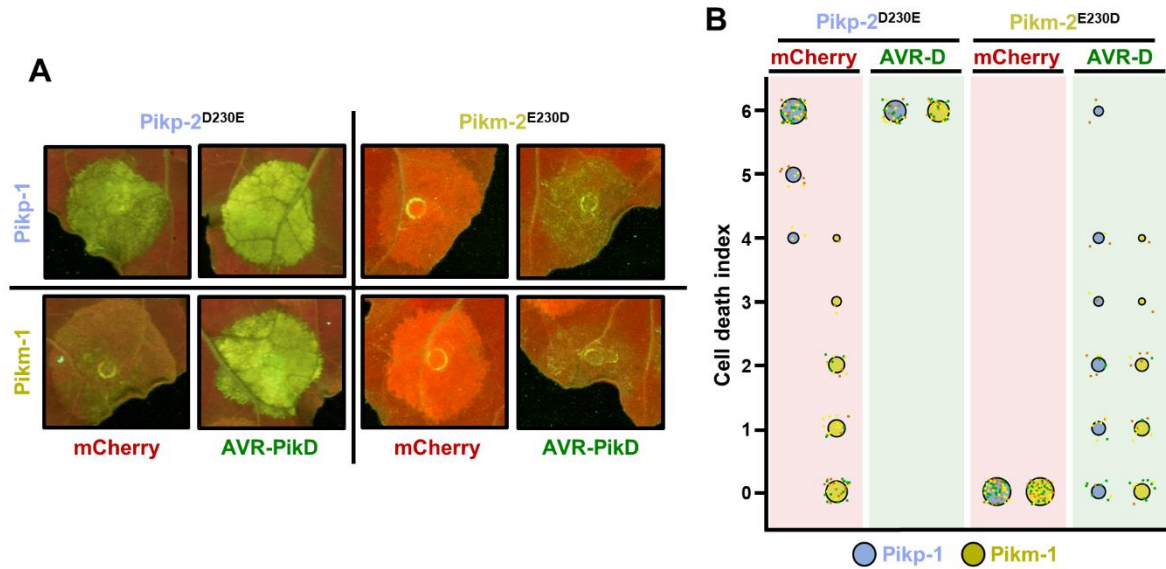 A
Pikp-2D230E
Pikm-2E230D
Pikp-1
Pikm-1
mCherry
AVR-PikD
mCherry
AVR-PikD
B
Pikp-2D230E
Pikm-2E230D
mCherry
AVR-D
mCherry
AVR-D
Cell death index
6
5
4
3
2
1
0
Pikp-1
Pikm-1